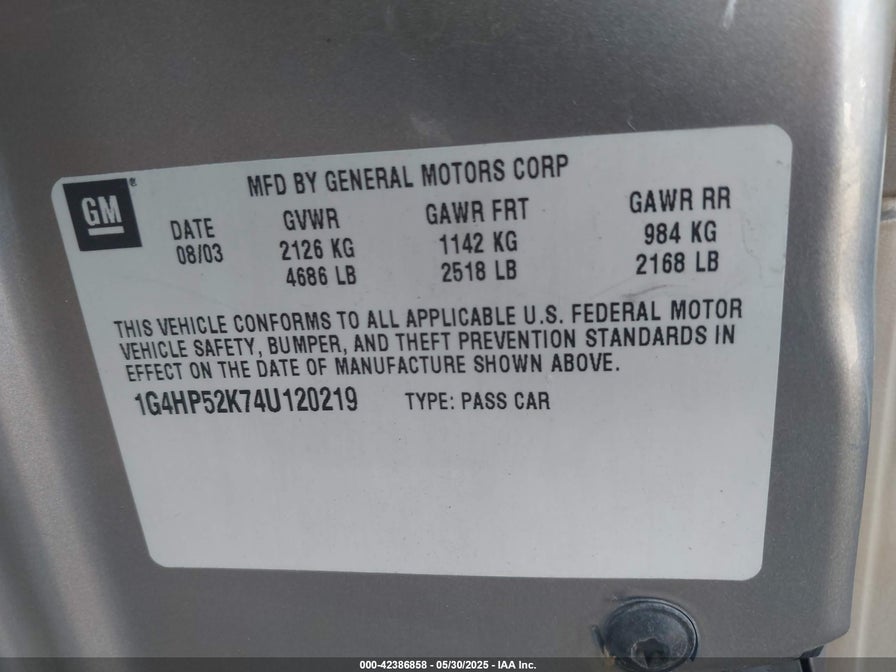 GM ®
MFD BY GENERAL MOTORS CORP
DATE GVWR GAWR FRT GAWR RR
08/03 2126 KG 1142 KG 984 KG
4686 LB 2518 LB 2168 LB
THIS VEHICLE CONFORMS TO ALL APPLICABLE U.S. FEDERAL MOTOR
VEHICLE SAFETY, BUMPER, AND THEFT PREVENTION STANDARDS IN
EFFECT ON THE DATE OF MANUFACTURE SHOWN ABOVE.
1G4HP52K74U120219 TYPE: PASS CAR
000-42386858 - 05/30/2025 - IAA Inc.